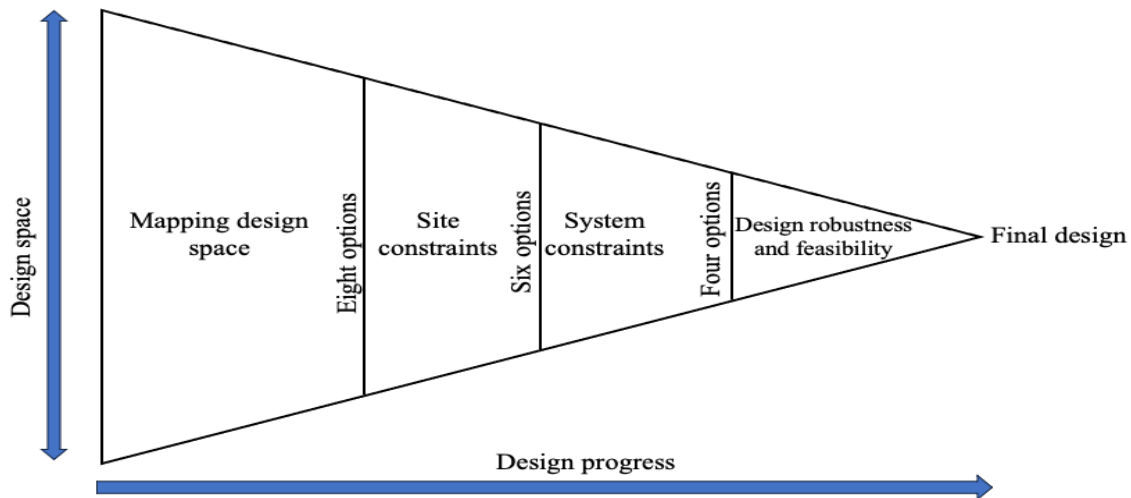 Design space
Mapping design
space
Eight options
Site
constraints
Six options
System
constraints
Four options
Design robustness
and feasibility
Final design
Design progress